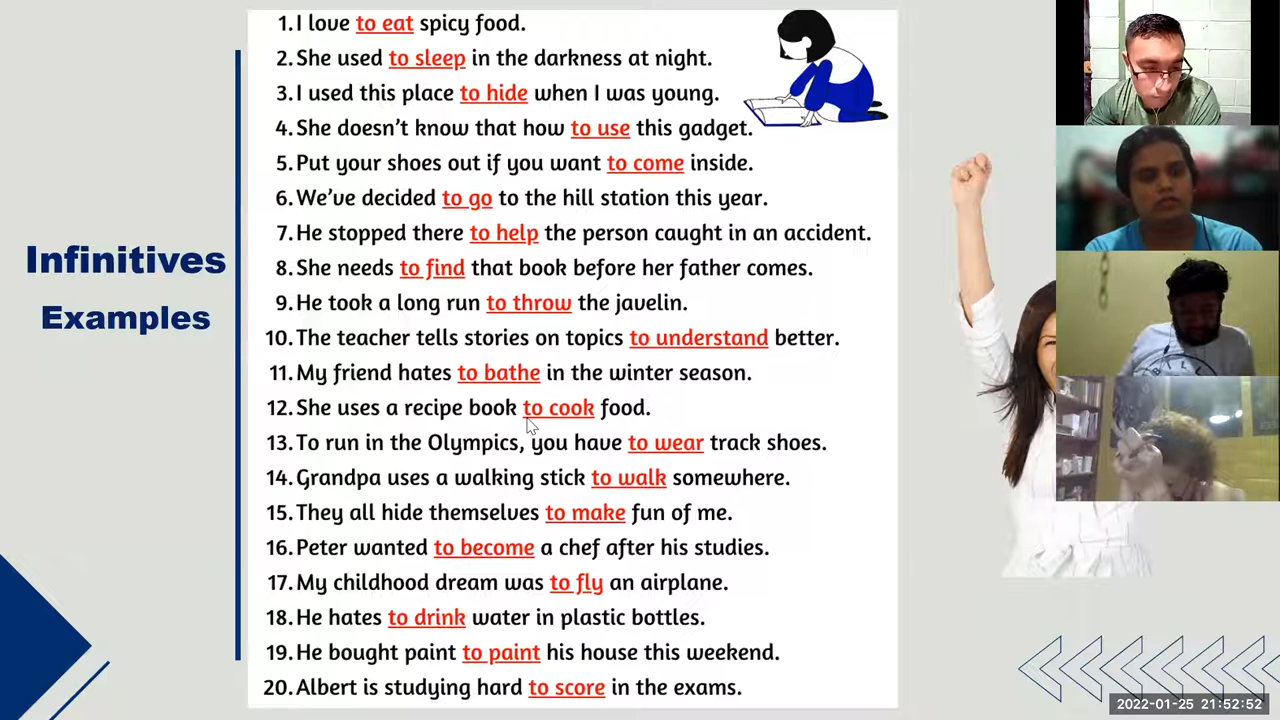 Infinitives
Examples
1. I love to eat spicy food.
2. She used to sleep in the darkness at night.
3. I used this place to hide when I was young.
4. She doesn't know that how to use this gadget.
5. Put your shoes out if you want to come inside.
6. We've decided to go to the hill station this year.
7. He stopped there to help the person caught in an accident.
8. She needs to find that book before her father comes.
9. He took a long run to throw the javelin.
10. The teacher tells stories on topics to understand better.
11. My friend hates to bathe in the winter season.
12. She uses a recipe book to cook food.
13. To run in the Olympics, you have to wear track shoes.
14. Grandpa uses a walking stick to walk somewhere.
15. They all hide themselves to make fun of me.
16. Peter wanted to become a chef after his studies.
17. My childhood dream was to fly an airplane.
18. He hates to drink water in plastic bottles.
19. He bought paint to paint his house this weekend.
20. Albert is studying hard to score in the exams.
2022-01-25 21:52:52